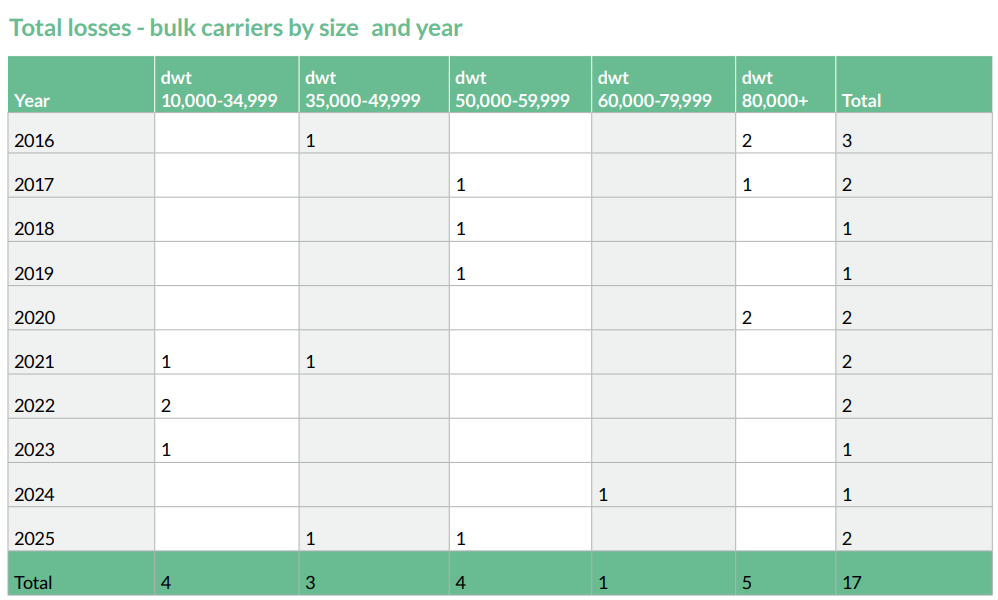 Total losses - bulk carriers by size and year
Year dwt 10,000-34,999 dwt 35,000-49,999 dwt 50,000-59,999 dwt 60,000-79,999 dwt 80,000+ Total
2016 1 2 3
2017 1 1 2
2018 1 1
2019 1 1
2020 2 2
2021 1 1 2
2022 2 2
2023 1 1
2024 1 1
2025 1 1 2
Total 4 3 4 1 5 17